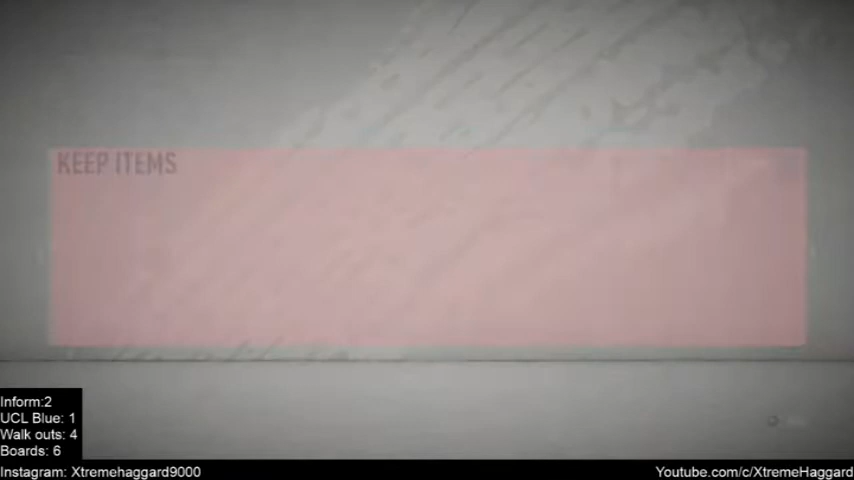 KEEP ITEMS
Inform:2
UCL Blue: 1
Walk outs: 4
Boards: 6
Instagram: Xtremehaggard9000
Youtube.com/c/XtremeHaggard